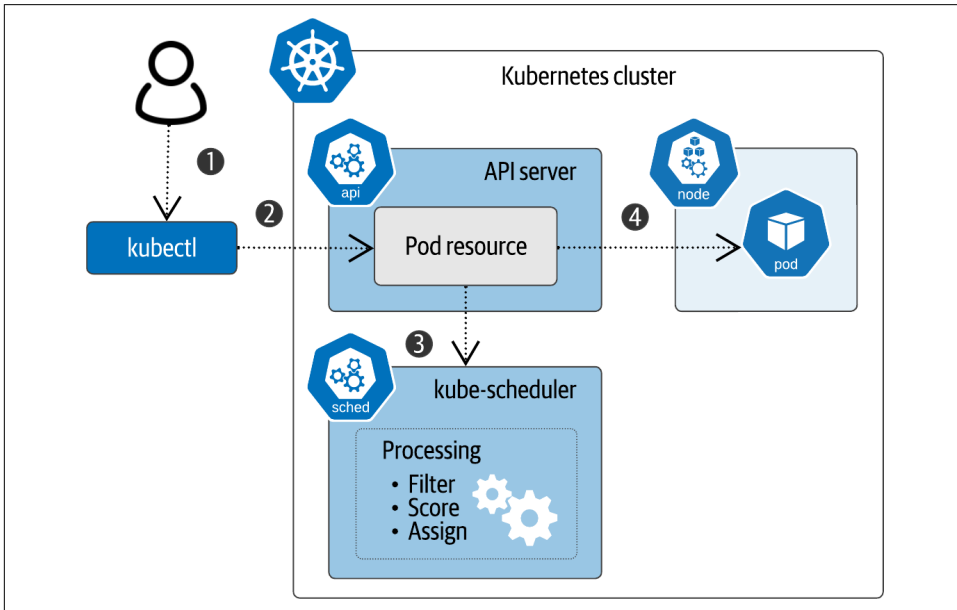 Kubernetes cluster
1
api
API server
node
2
4
kubectl
Pod resource
pod
3
sched
kube-scheduler
Processing
• Filter
• Score
• Assign